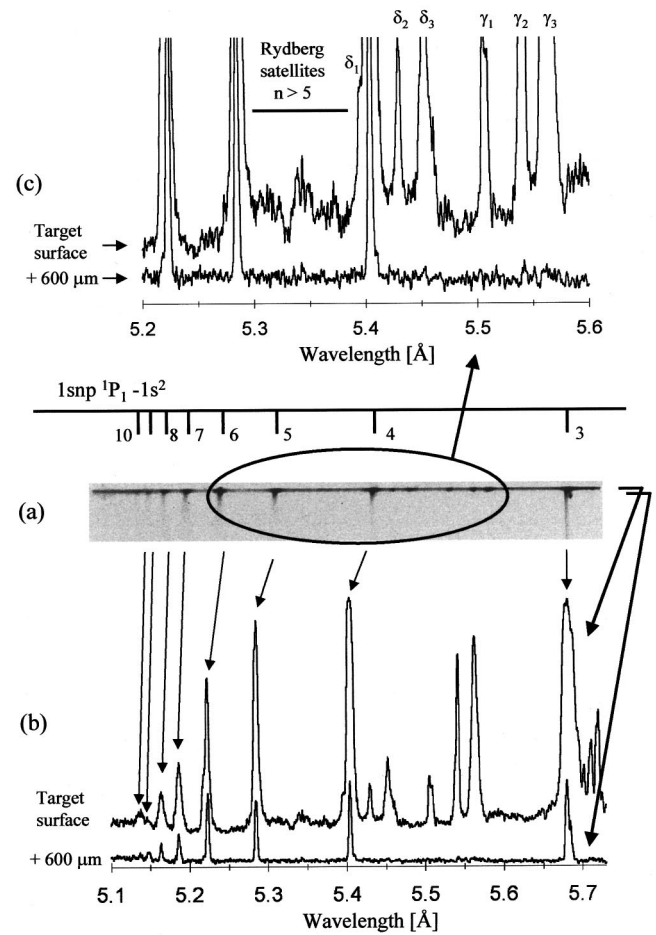 δ₂ δ₃ γ₁ γ₂ γ₃
Rydberg
satellites
n > 5
δ₁
(c)
Target
surface
+ 600 μm
5.2 5.3 5.4 5.5 5.6
Wavelength [Å]
1snp ¹P₁ -1s²
10 8 7 6 5 4 3
(a)
(b)
Target
surface
+ 600 μm
5.1 5.2 5.3 5.4 5.5 5.6 5.7
Wavelength [Å]